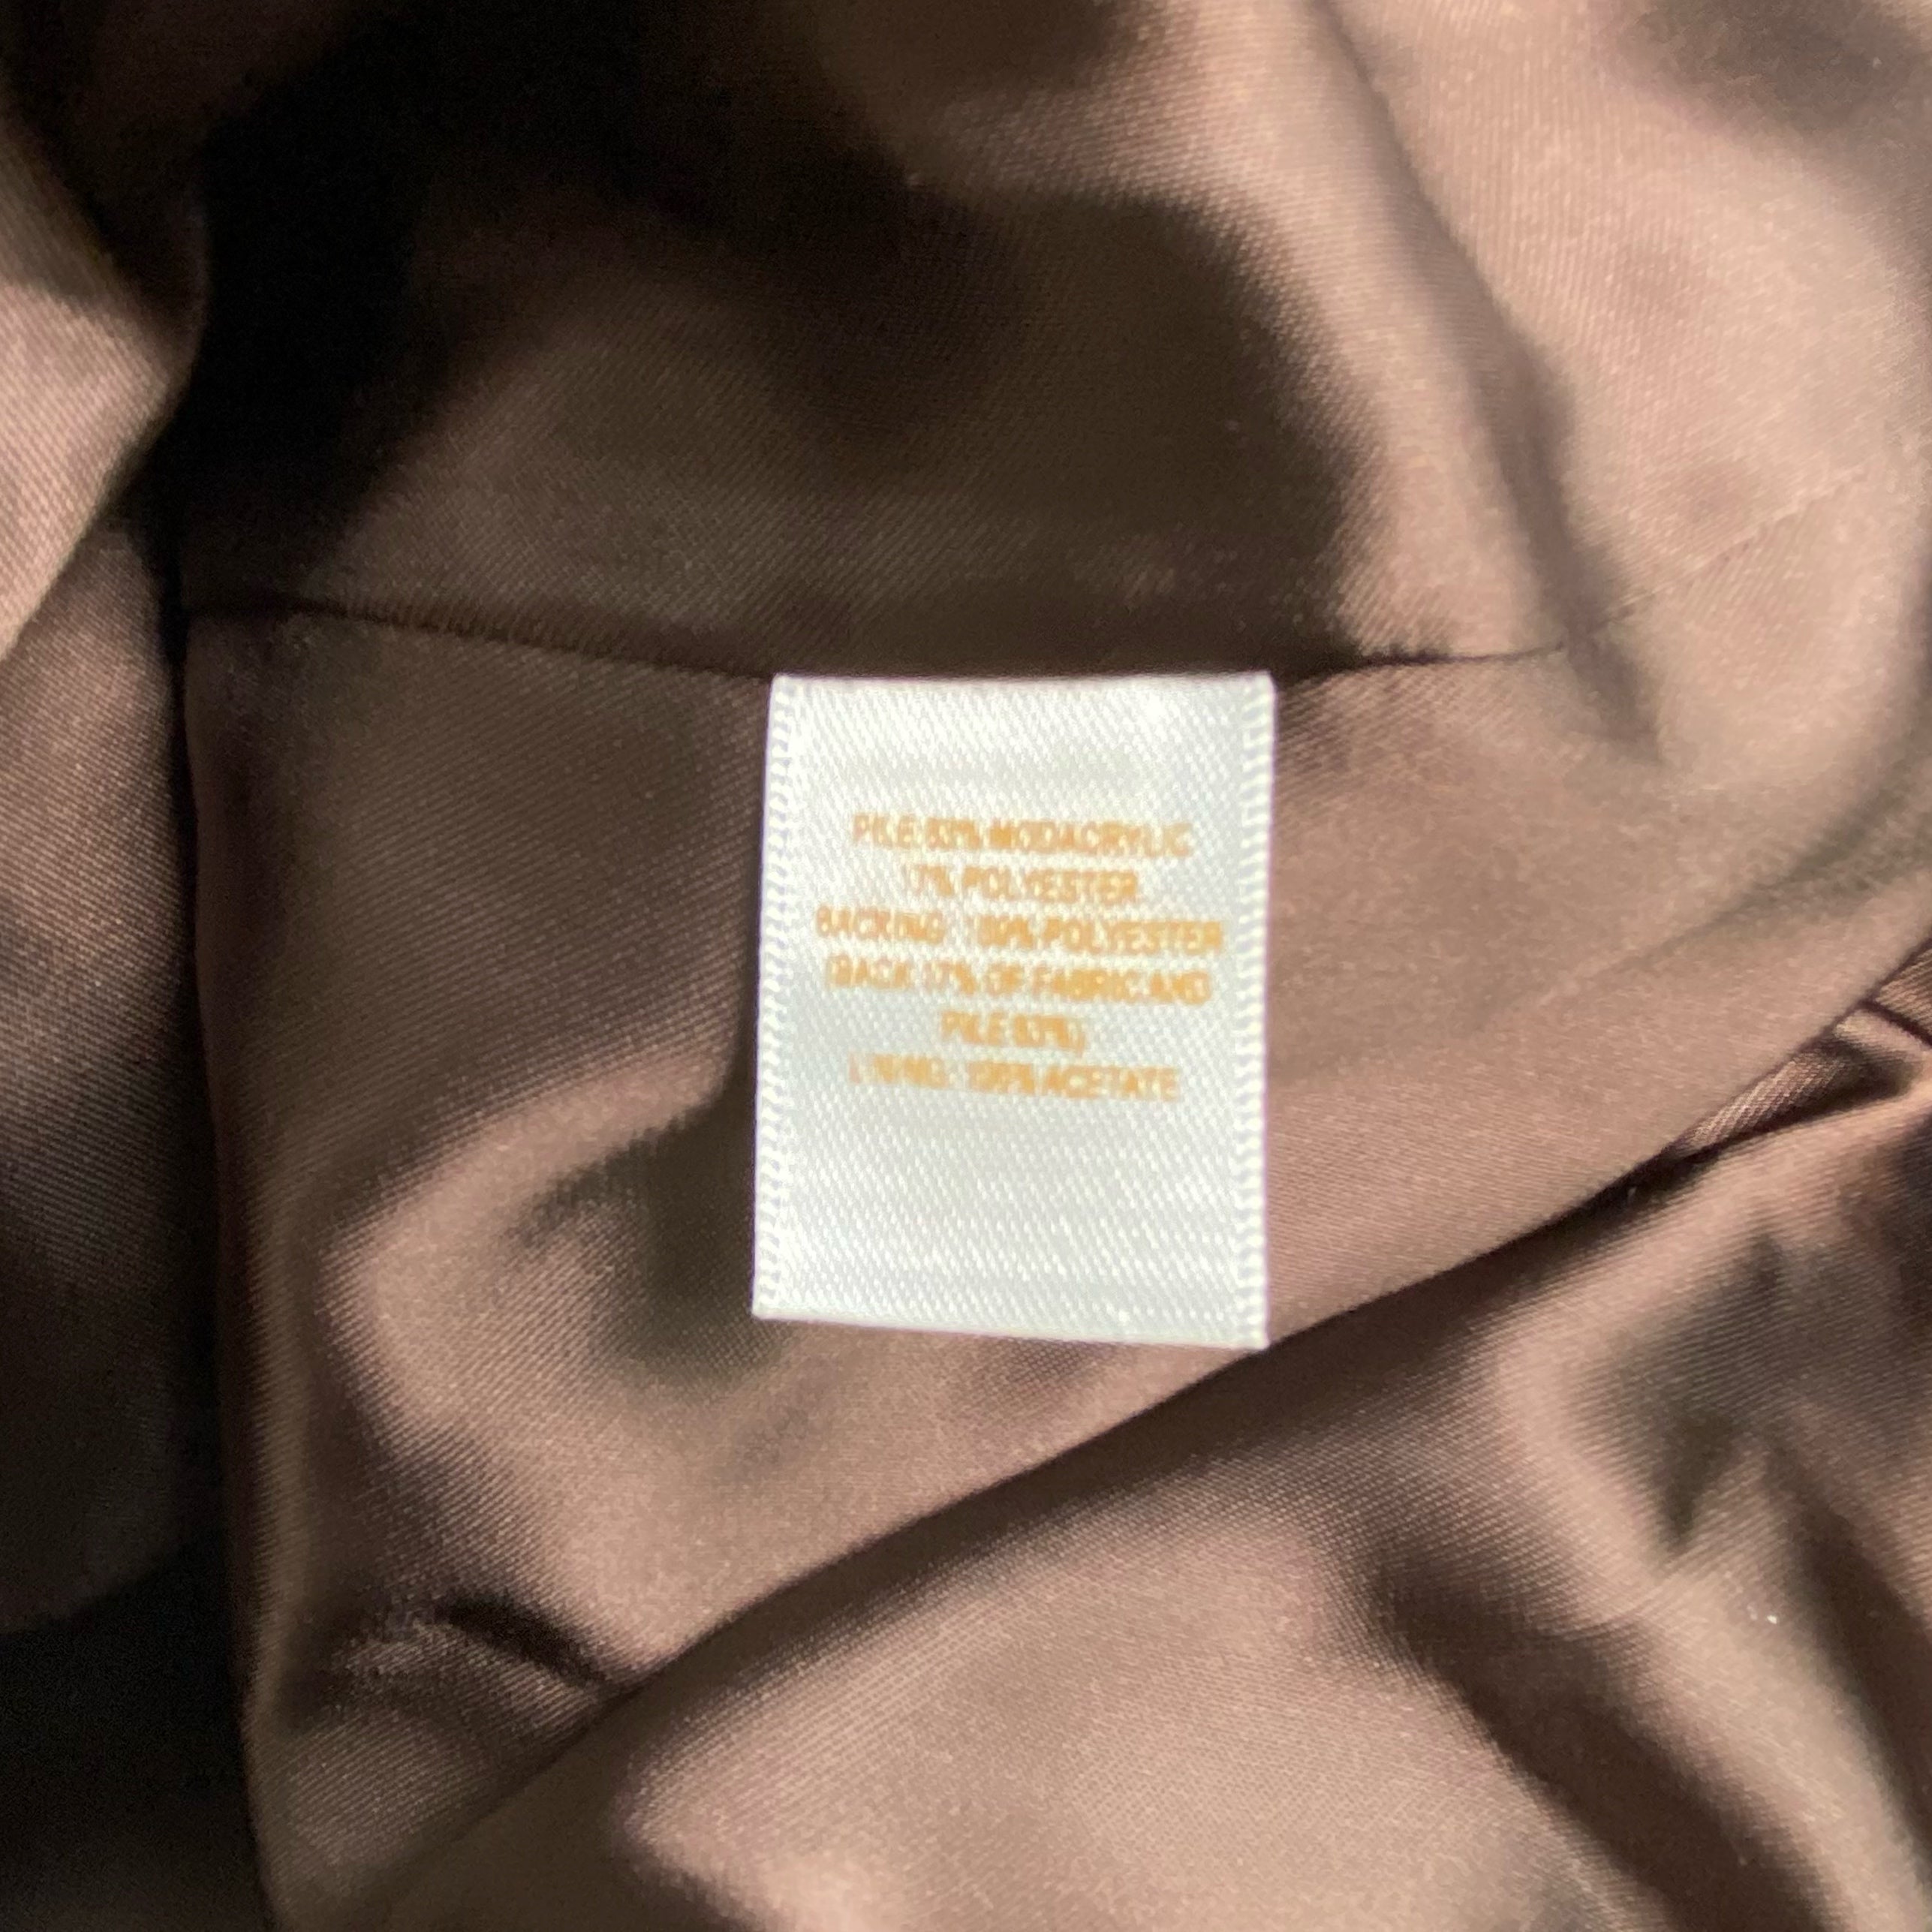 PILE: 83% MODACRYLIC
17% POLYESTER
BACKING: 100% POLYESTER
(BACK 17% OF FABRIC AND
PILE 83%)
LINING: 100% ACETATE